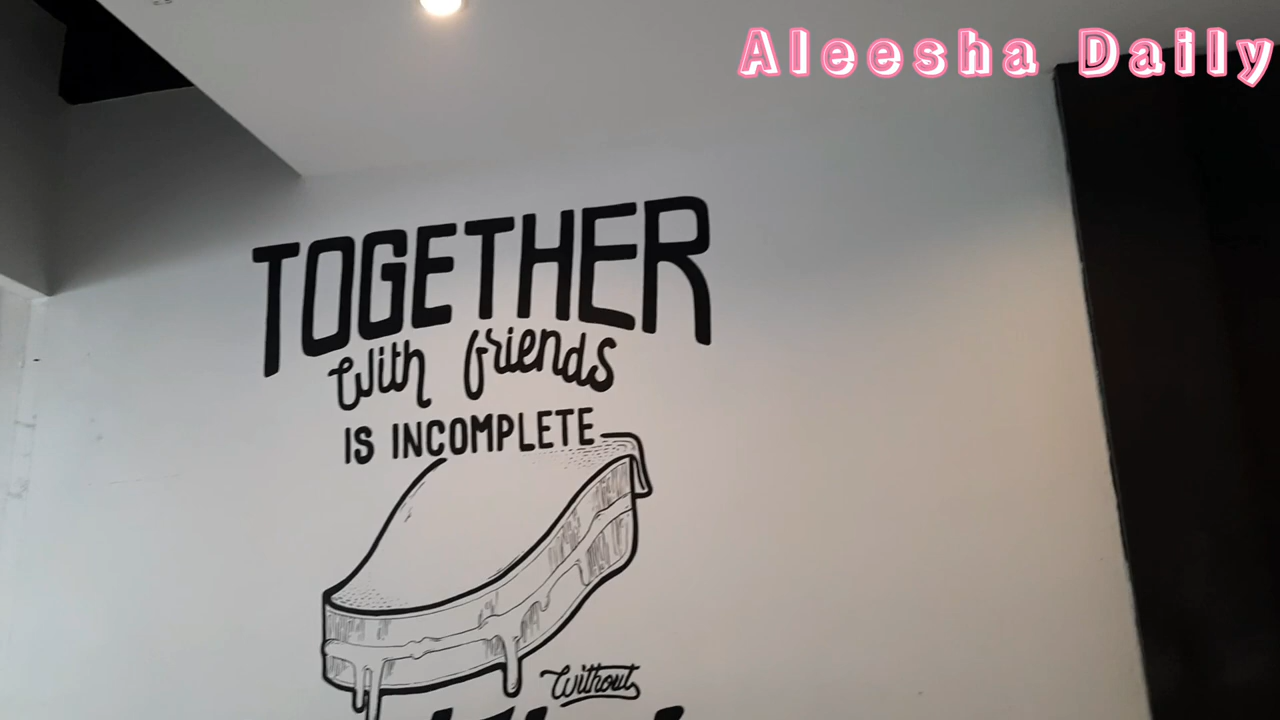 Aleesha Daily
TOGETHER
with friends
IS INCOMPLETE
Without